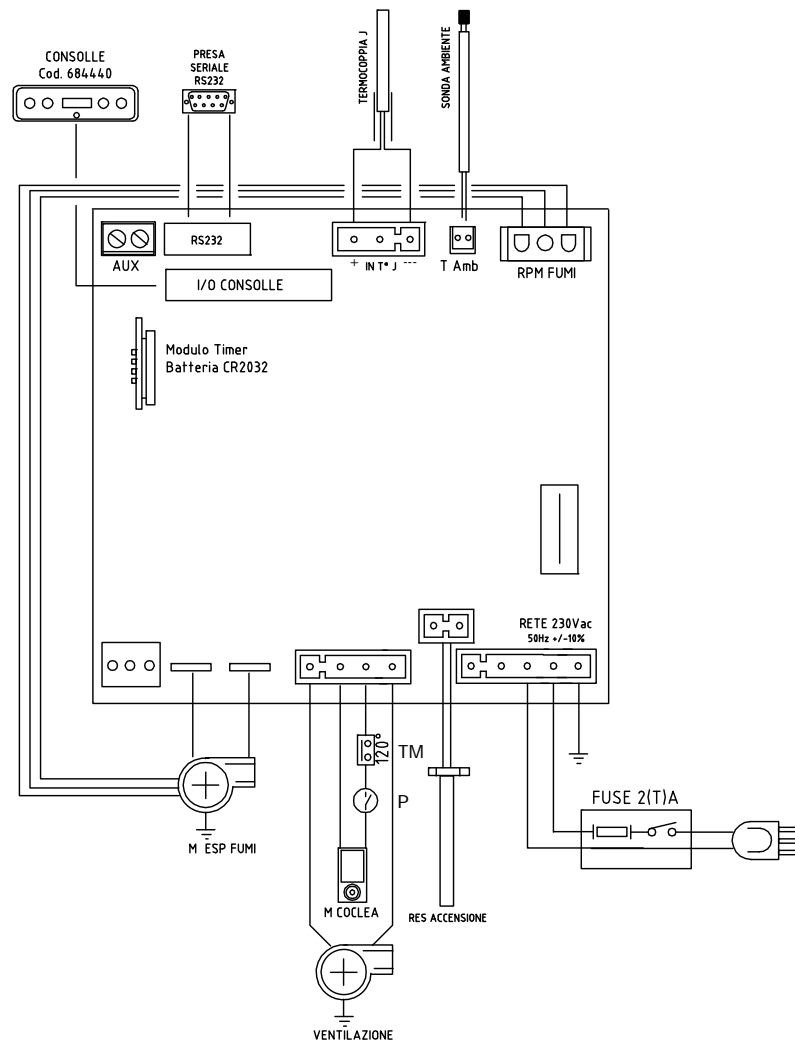 CONSOLLE
Cod. 684440
PRESA
SERIALE
RS232
TERMOCOPPIA J
SONDA AMBIENTE
AUX
RS232
+ IN T° J ---
T Amb
RPM FUMI
I/O CONSOLLE
Modulo Timer
Batteria CR2032
RETE 230Vac
50Hz +/-10%
120°
TM
P
FUSE 2(T)A
M ESP FUMI
M COCLEA
RES ACCENSIONE
VENTILAZIONE